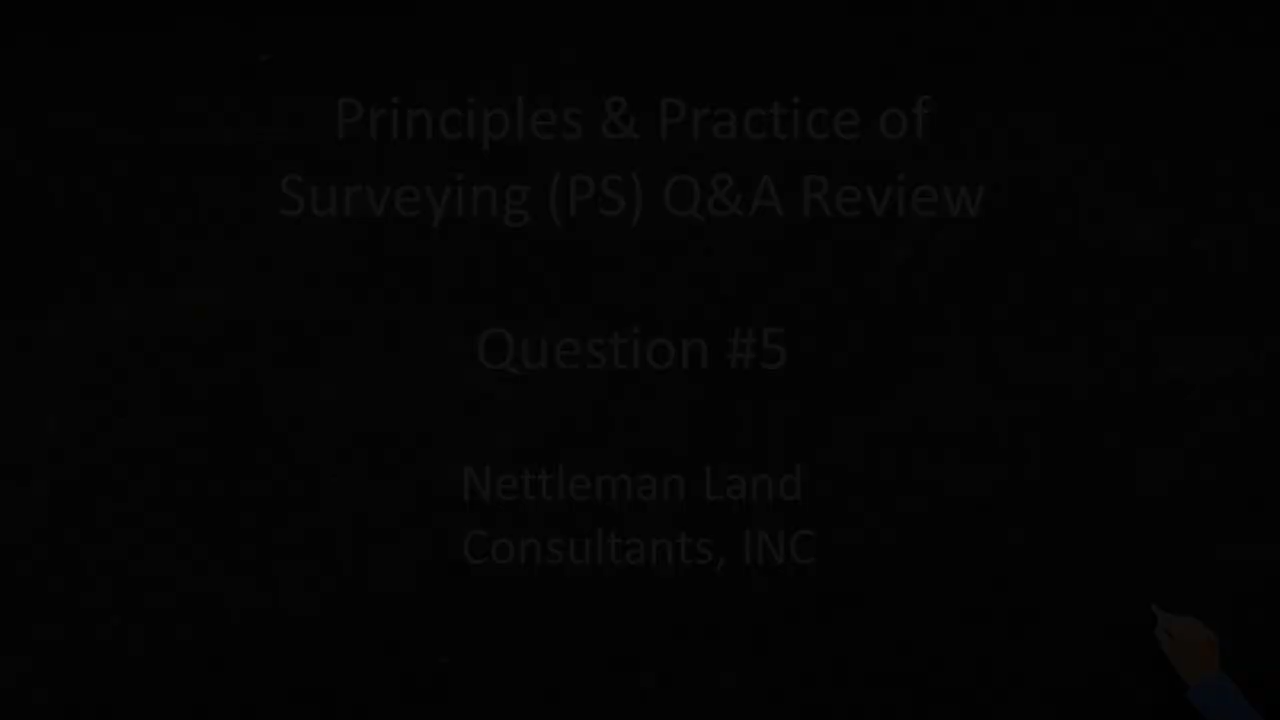 Principles & Practice of
Surveying (PS) Q&A Review
Question #5
Nettleman Land
Consultants, INC